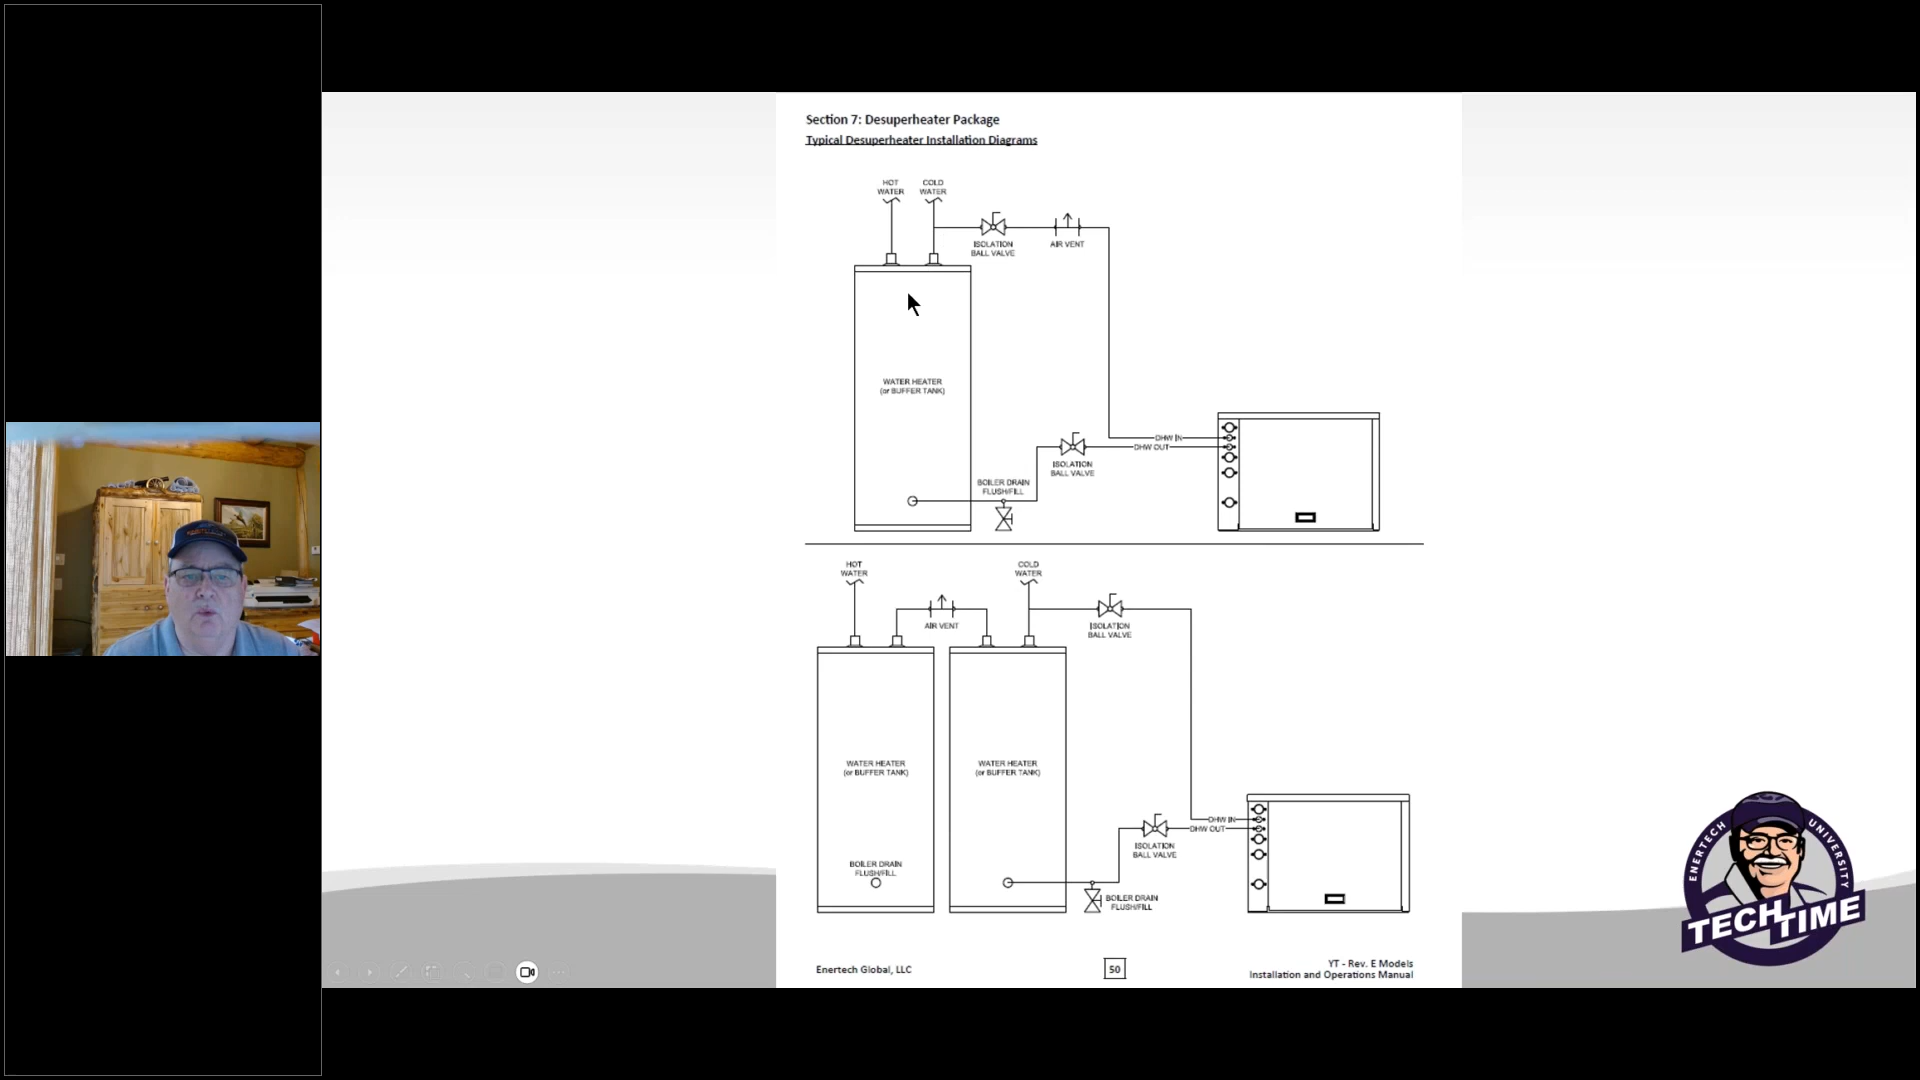 Section 7: Desuperheater Package
Typical Desuperheater Installation Diagrams
HOT
WATER
COLD
WATER
ISOLATION
BALL VALVE
AIR VENT
WATER HEATER
(or BUFFER TANK)
DHW IN
DHW OUT
ISOLATION
BALL VALVE
BOILER DRAIN
FLUSH/FILL
HOT
WATER
COLD
WATER
AIR VENT
ISOLATION
BALL VALVE
WATER HEATER
(or BUFFER TANK)
WATER HEATER
(or BUFFER TANK)
DHW IN
DHW OUT
ISOLATION
BALL VALVE
BOILER DRAIN
FLUSH/FILL
BOILER DRAIN
FLUSH/FILL
Enertech Global, LLC
50
YT - Rev. E Models
Installation and Operations Manual
ENERTECH UNIVERSITY
TECH TIME